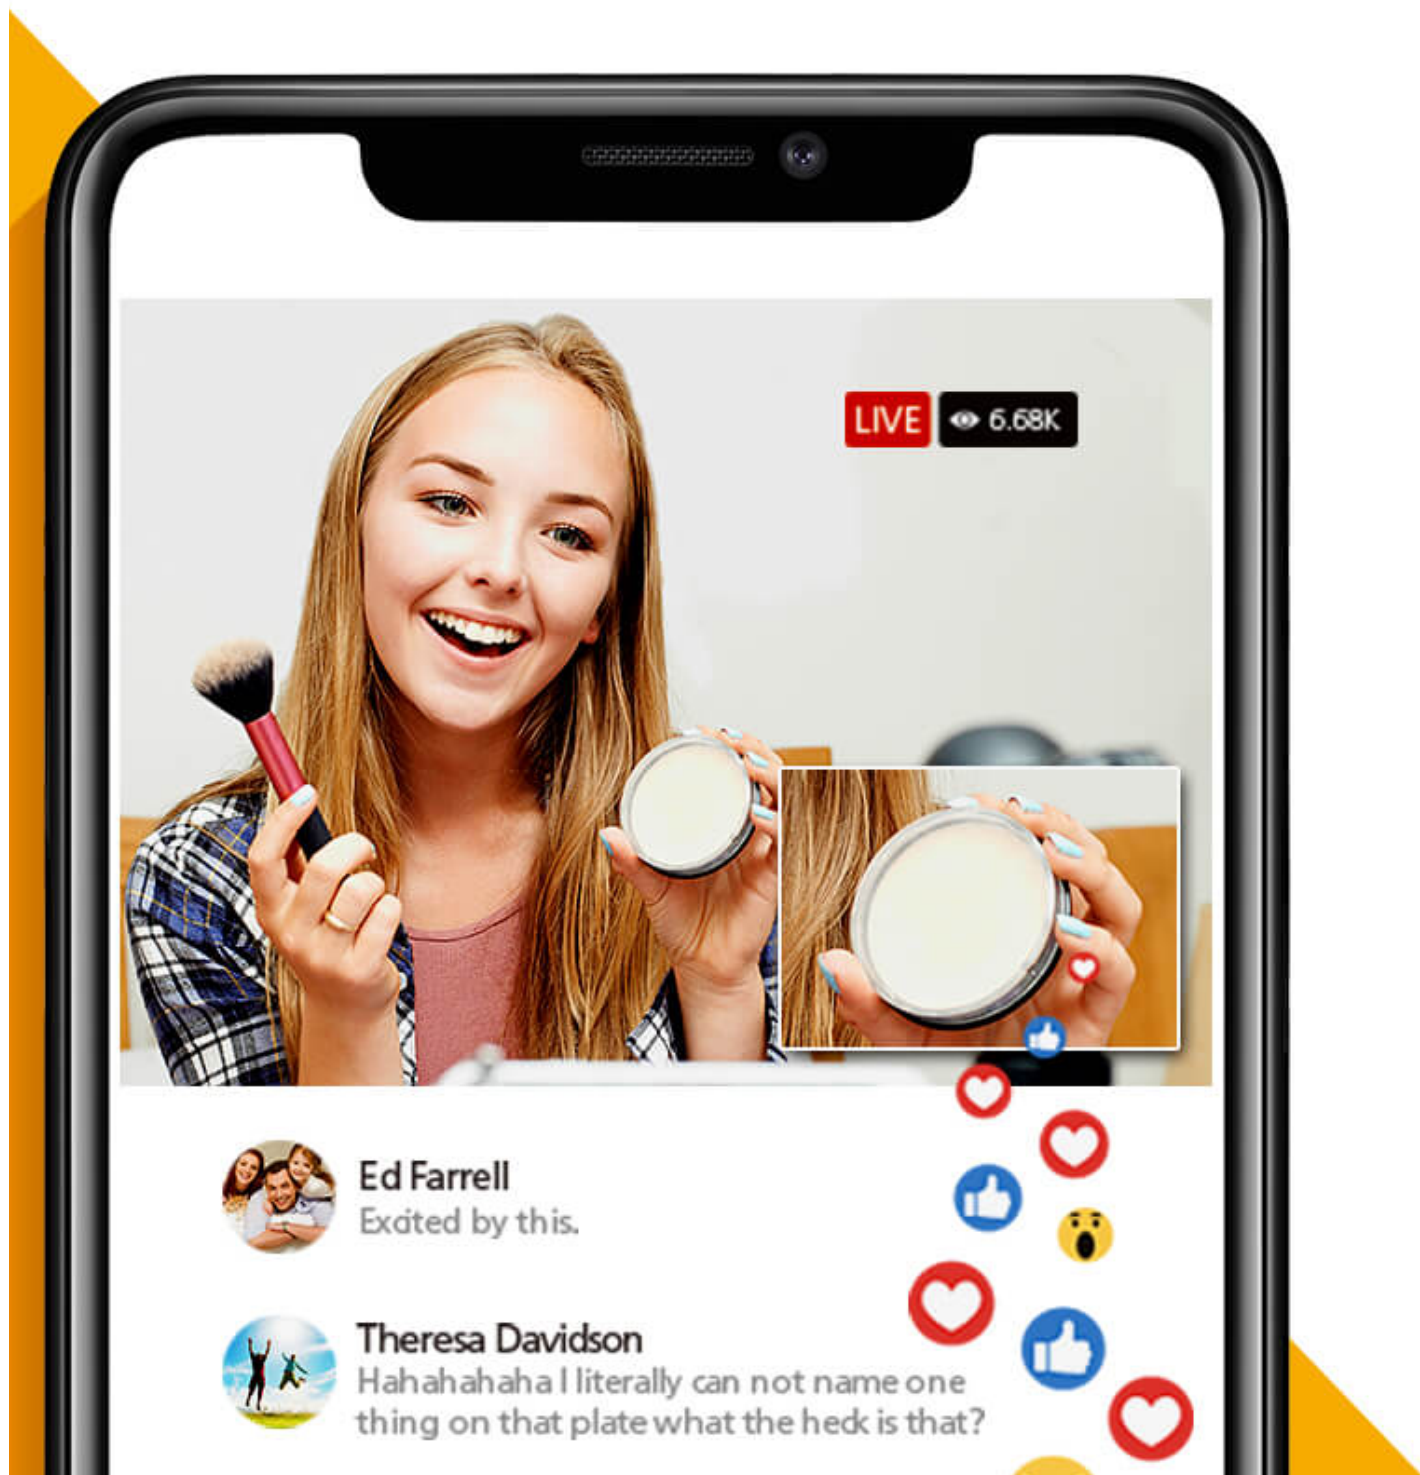 LIVE 6.68K
Ed Farrell
Excited by this.
Theresa Davidson
Hahahahaha I literally can not name one
thing on that plate what the heck is that?